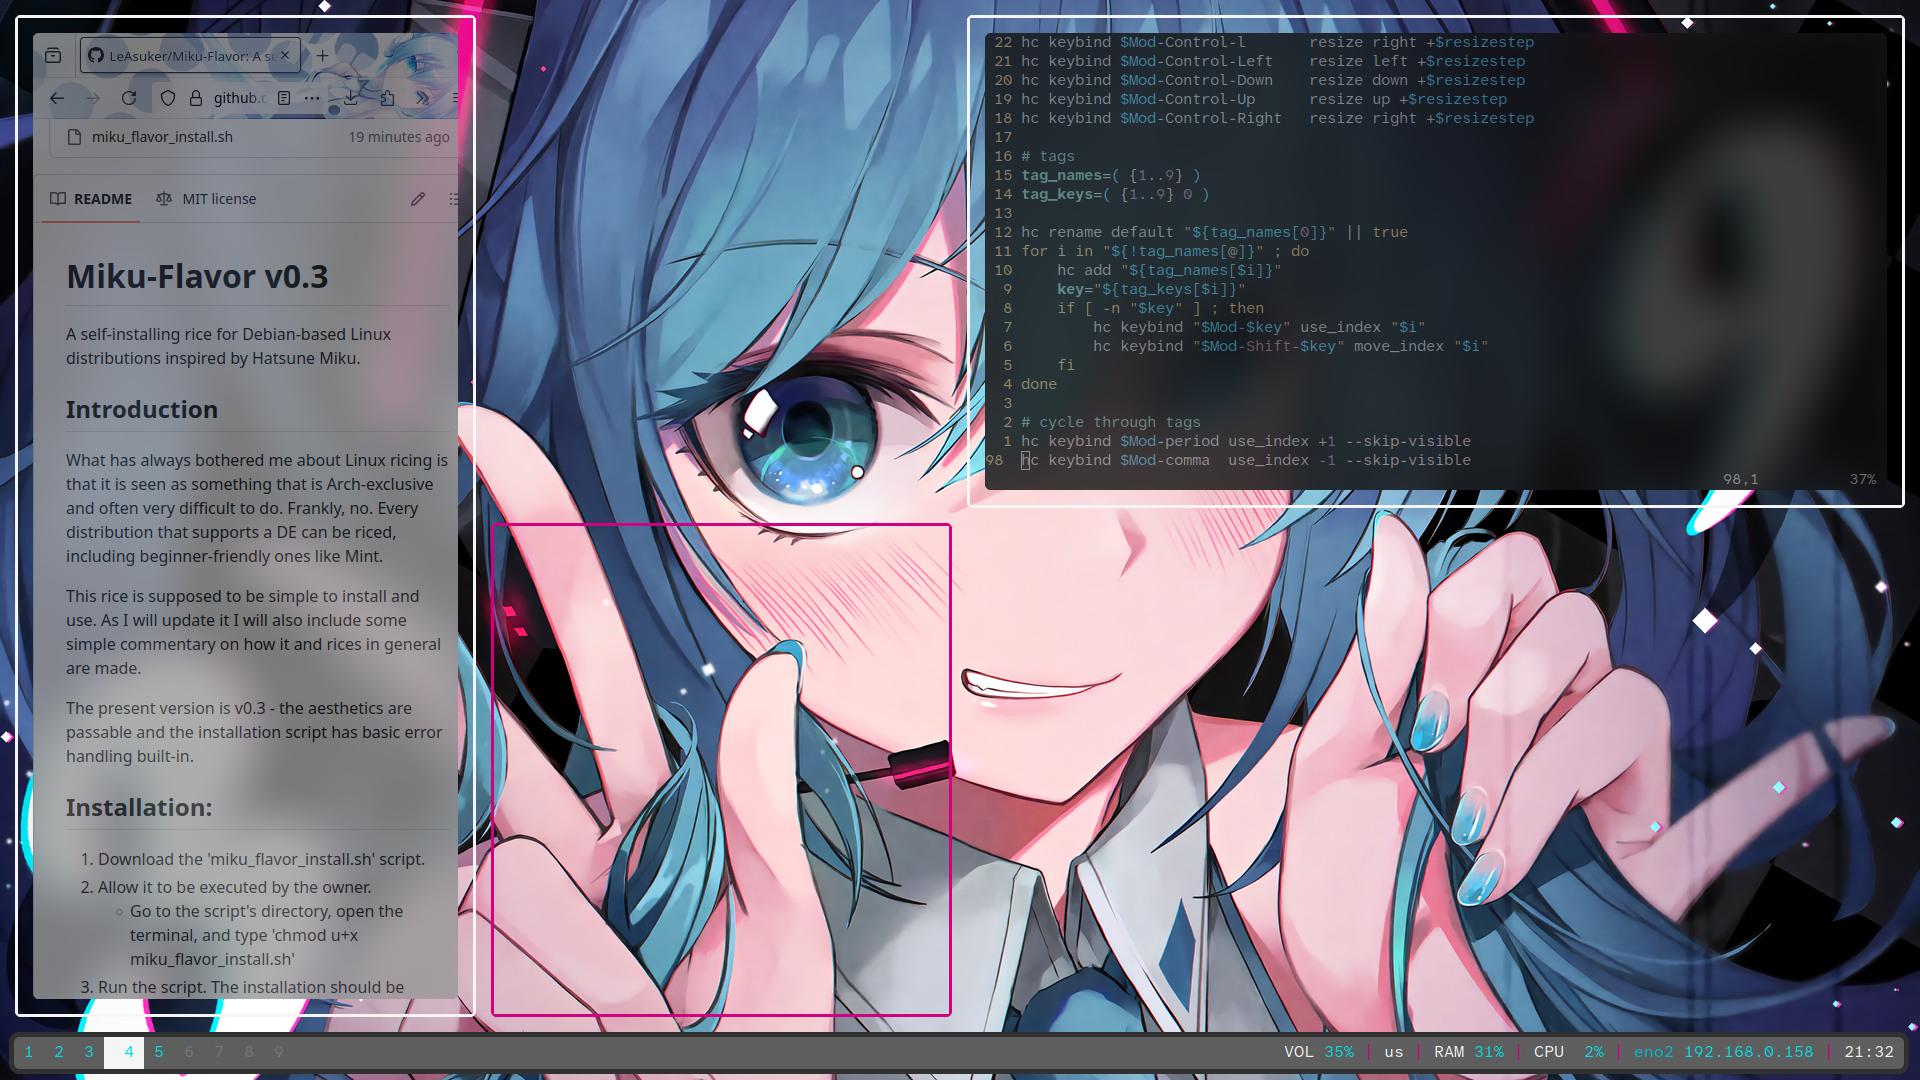 LeAsuker/Miku-Flavor: A se
github.c
miku_flavor_install.sh 19 minutes ago
README MIT license
Miku-Flavor v0.3
A self-installing rice for Debian-based Linux
distributions inspired by Hatsune Miku.
Introduction
What has always bothered me about Linux ricing is
that it is seen as something that is Arch-exclusive
and often very difficult to do. Frankly, no. Every
distribution that supports a DE can be riced,
including beginner-friendly ones like Mint.
This rice is supposed to be simple to install and
use. As I will update it I will also include some
simple commentary on how it and rices in general
are made.
The present version is v0.3 - the aesthetics are
passable and the installation script has basic error
handling built-in.
Installation:
1. Download the 'miku_flavor_install.sh' script.
2. Allow it to be executed by the owner.
○ Go to the script's directory, open the
terminal, and type 'chmod u+x
miku_flavor_install.sh'
3. Run the script. The installation should be
22 hc keybind $Mod-Control-l       resize right +$resizestep
21 hc keybind $Mod-Control-Left    resize left +$resizestep
20 hc keybind $Mod-Control-Down    resize down +$resizestep
19 hc keybind $Mod-Control-Up      resize up +$resizestep
18 hc keybind $Mod-Control-Right   resize right +$resizestep
17
16 # tags
15 tag_names=( {1..9} )
14 tag_keys=( {1..9} 0 )
13
12 hc rename default "${tag_names[0]}" || true
11 for i in "${!tag_names[@]}" ; do
10     hc add "${tag_names[$i]}"
9     key="${tag_keys[$i]}"
8     if [ -n "$key" ] ; then
7         hc keybind "$Mod-$key" use_index "$i"
6         hc keybind "$Mod-Shift-$key" move_index "$i"
5     fi
4 done
3
2 # cycle through tags
1 hc keybind $Mod-period use_index +1 --skip-visible
98 hc keybind $Mod-comma  use_index -1 --skip-visible
98,1 37%
1 2 3 4 5 6 7 8 9
VOL 35% | us | RAM 31% | CPU 2% | eno2 192.168.0.158 | 21:32